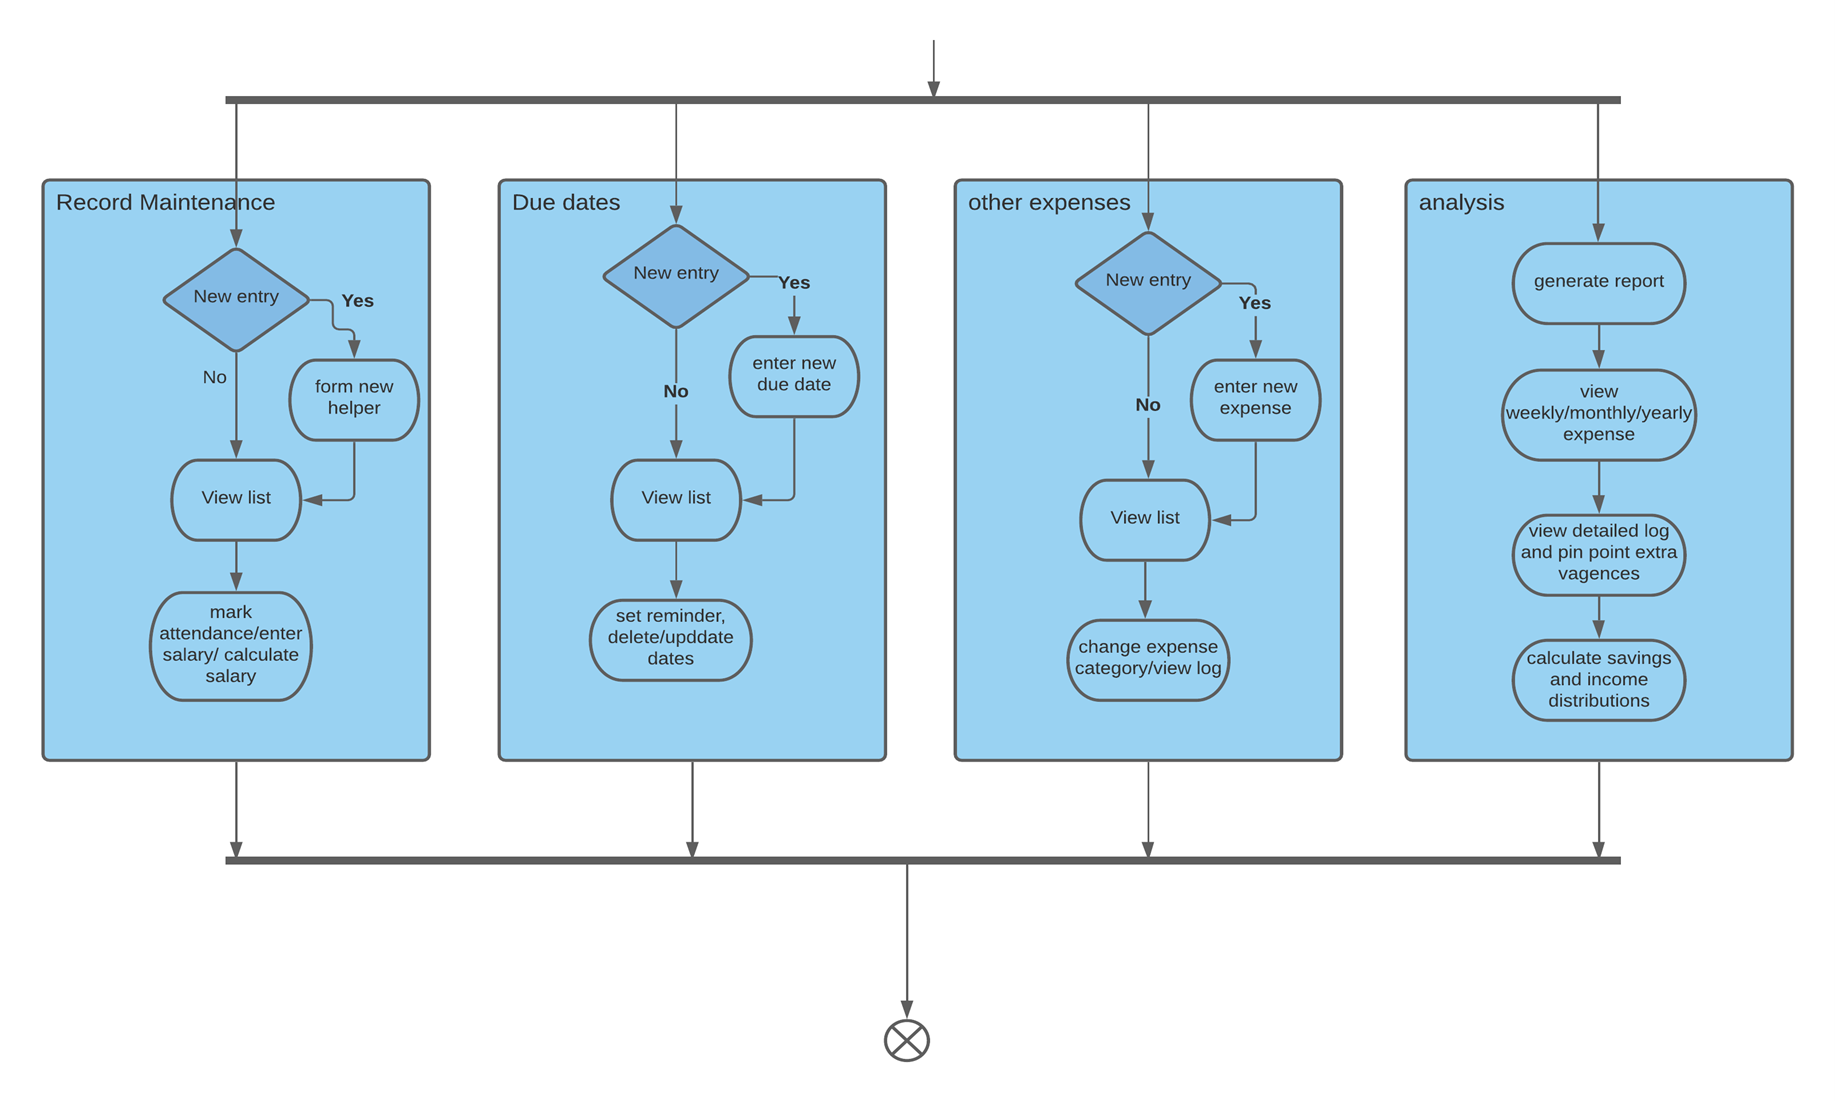 Record Maintenance
New entry
Yes
No
form new
helper
View list
mark
attendance/enter
salary/ calculate
salary
Due dates
New entry
Yes
enter new
due date
No
View list
set reminder,
delete/upddate
dates
other expenses
New entry
Yes
enter new
expense
No
View list
change expense
category/view log
analysis
generate report
view
weekly/monthly/yearly
expense
view detailed log
and pin point extra
vagences
calculate savings
and income
distributions